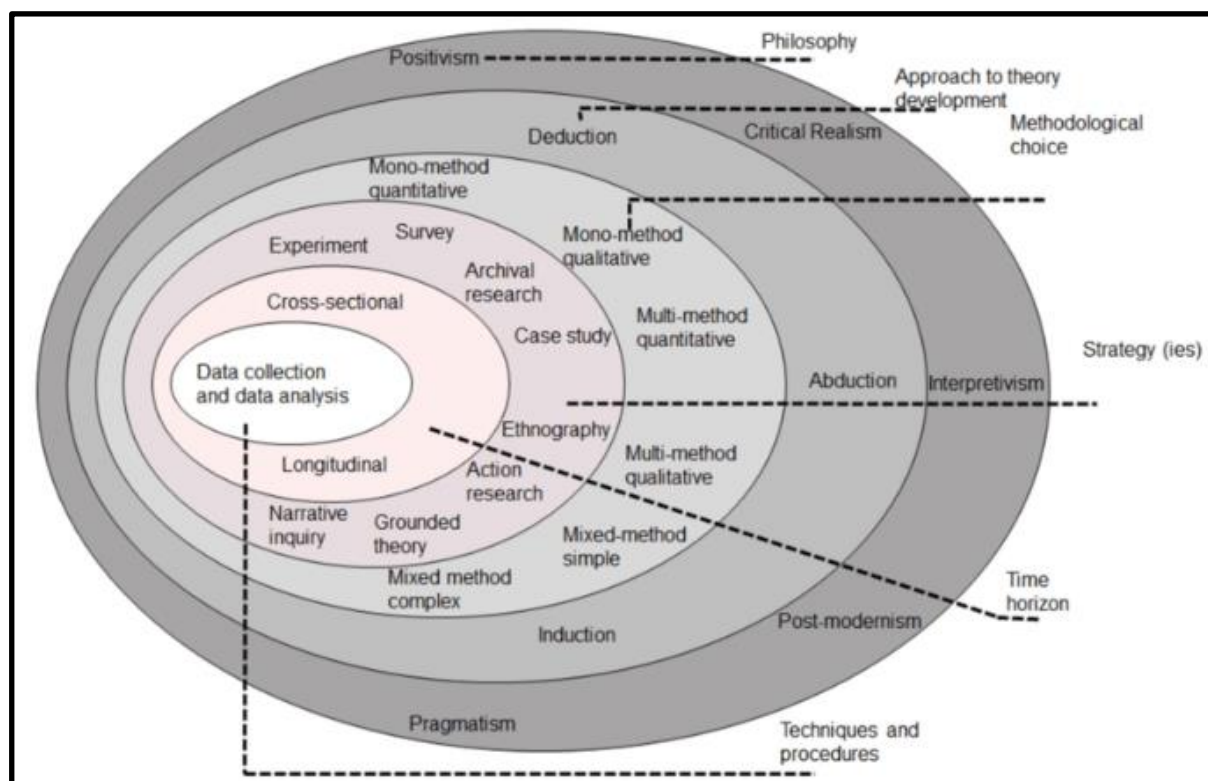 Positivism
Philosophy
Approach to theory
development
Deduction
Critical Realism
Methodological
choice
Mono-method
quantitative
Survey
Experiment
Mono-method
qualitative
Archival
research
Cross-sectional
Case study
Multi-method
quantitative
Strategy (ies)
Data collection
and data analysis
Abduction
Interpretivism
Ethnography
Multi-method
qualitative
Longitudinal
Action
research
Narrative
inquiry
Grounded
theory
Mixed-method
simple
Mixed method
complex
Time
horizon
Induction
Post-modernism
Pragmatism
Techniques and
procedures